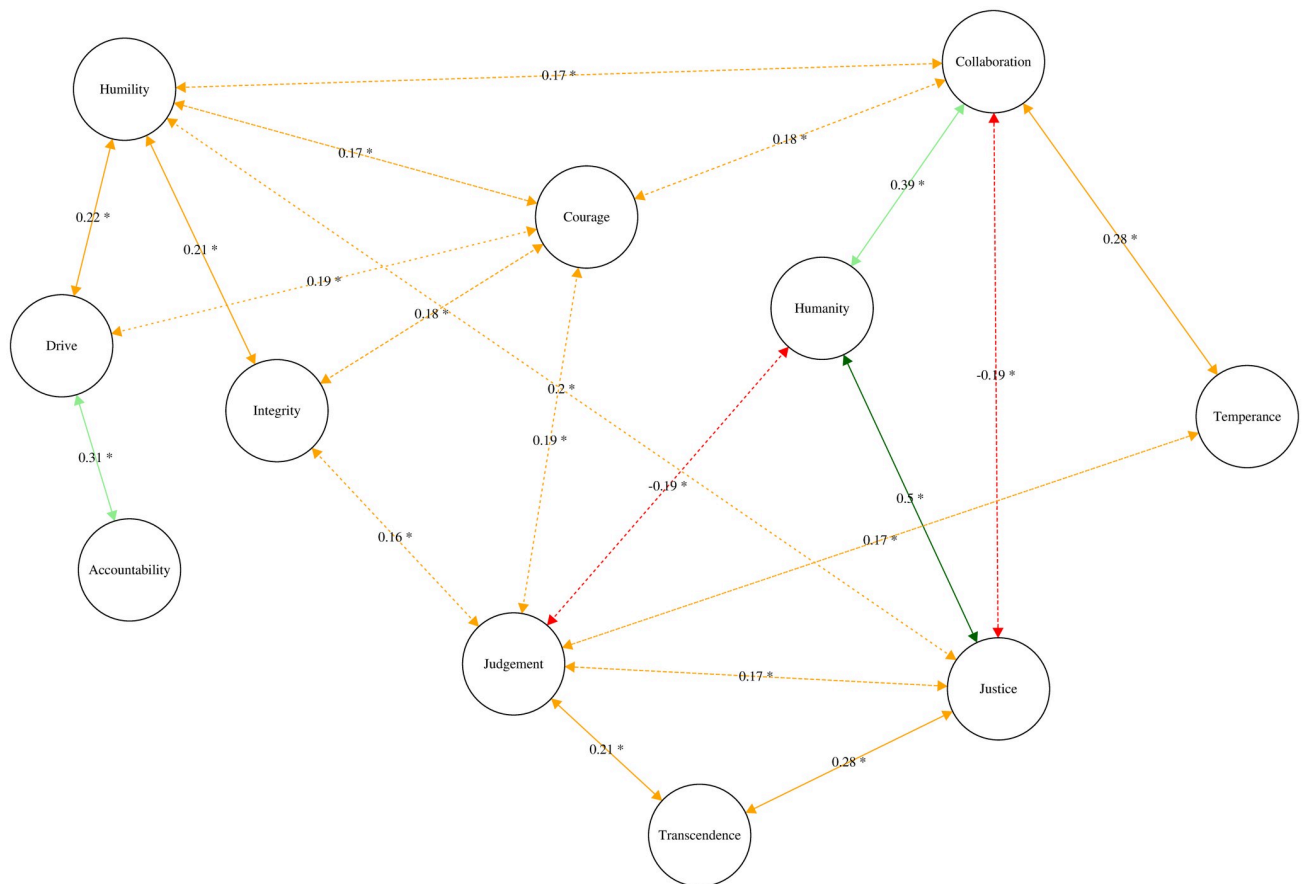 Collaboration
Humility
0.17 *
0.18 *
0.17 *
0.39 *
Courage
0.22 *
0.28 *
0.21 *
0.19 *
Humanity
0.18 *
Drive
-0.19 *
0.2 *
Integrity
Temperance
0.19 *
0.31 *
-0.19 *
0.5 *
0.16 *
0.17 *
Accountability
Judgement
0.17 *
Justice
0.21 *
0.28 *
Transcendence